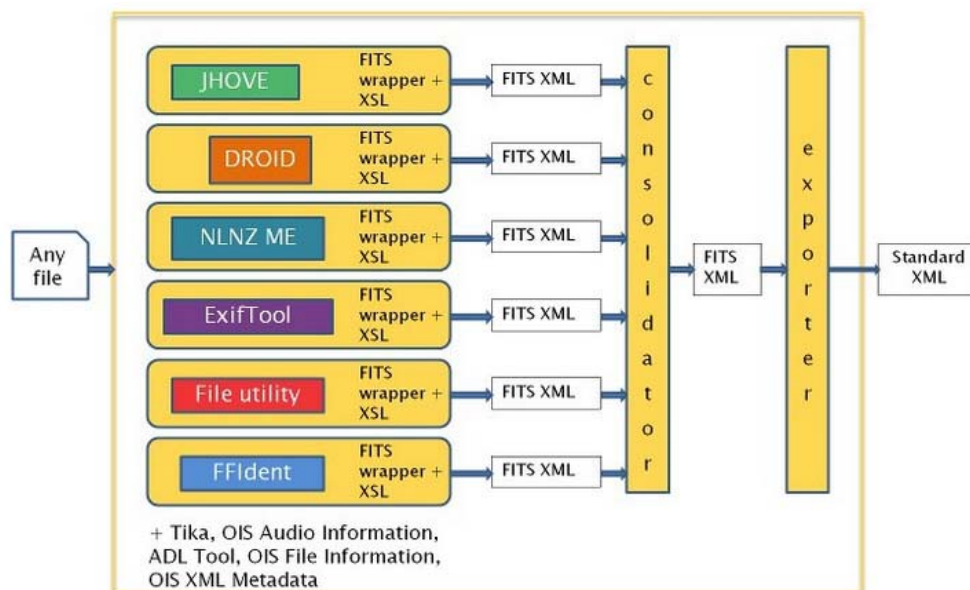 Any
file
JHOVE
FITS
wrapper +
XSL
FITS XML
DROID
FITS
wrapper +
XSL
FITS XML
NLNZ ME
FITS
wrapper +
XSL
FITS XML
ExifTool
FITS
wrapper +
XSL
FITS XML
File utility
FITS
wrapper +
XSL
FITS XML
FFIdent
FITS
wrapper +
XSL
FITS XML
+ Tika, OIS Audio Information,
ADL Tool, OIS File Information,
OIS XML Metadata
consolidator
FITS
XML
exporter
Standard
XML